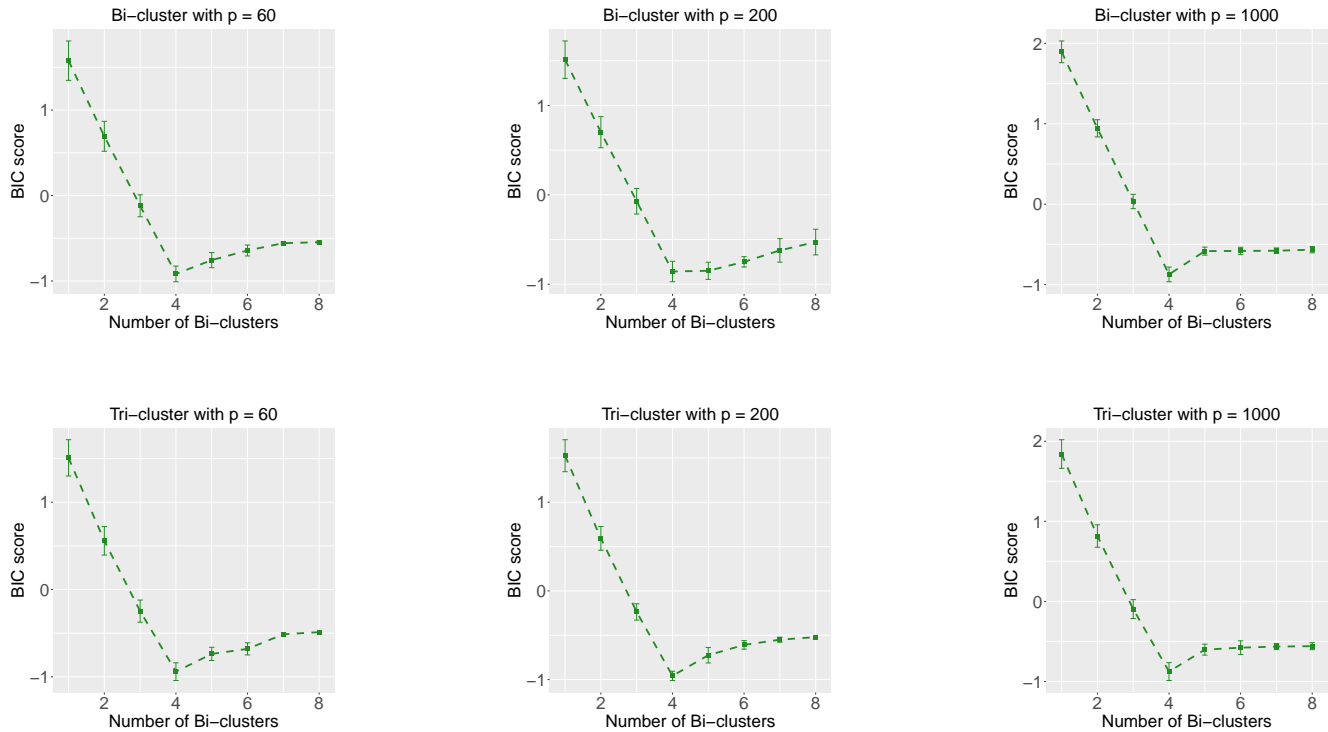 Bi−cluster with p = 60
BIC score
1
0
−1
2 4 6 8
Number of Bi−clusters
Bi−cluster with p = 200
BIC score
1
0
−1
2 4 6 8
Number of Bi−clusters
Bi−cluster with p = 1000
BIC score
2
1
0
−1
2 4 6 8
Number of Bi−clusters
Tri−cluster with p = 60
BIC score
1
0
−1
2 4 6 8
Number of Bi−clusters
Tri−cluster with p = 200
BIC score
1
0
−1
2 4 6 8
Number of Bi−clusters
Tri−cluster with p = 1000
BIC score
2
1
0
−1
2 4 6 8
Number of Bi−clusters